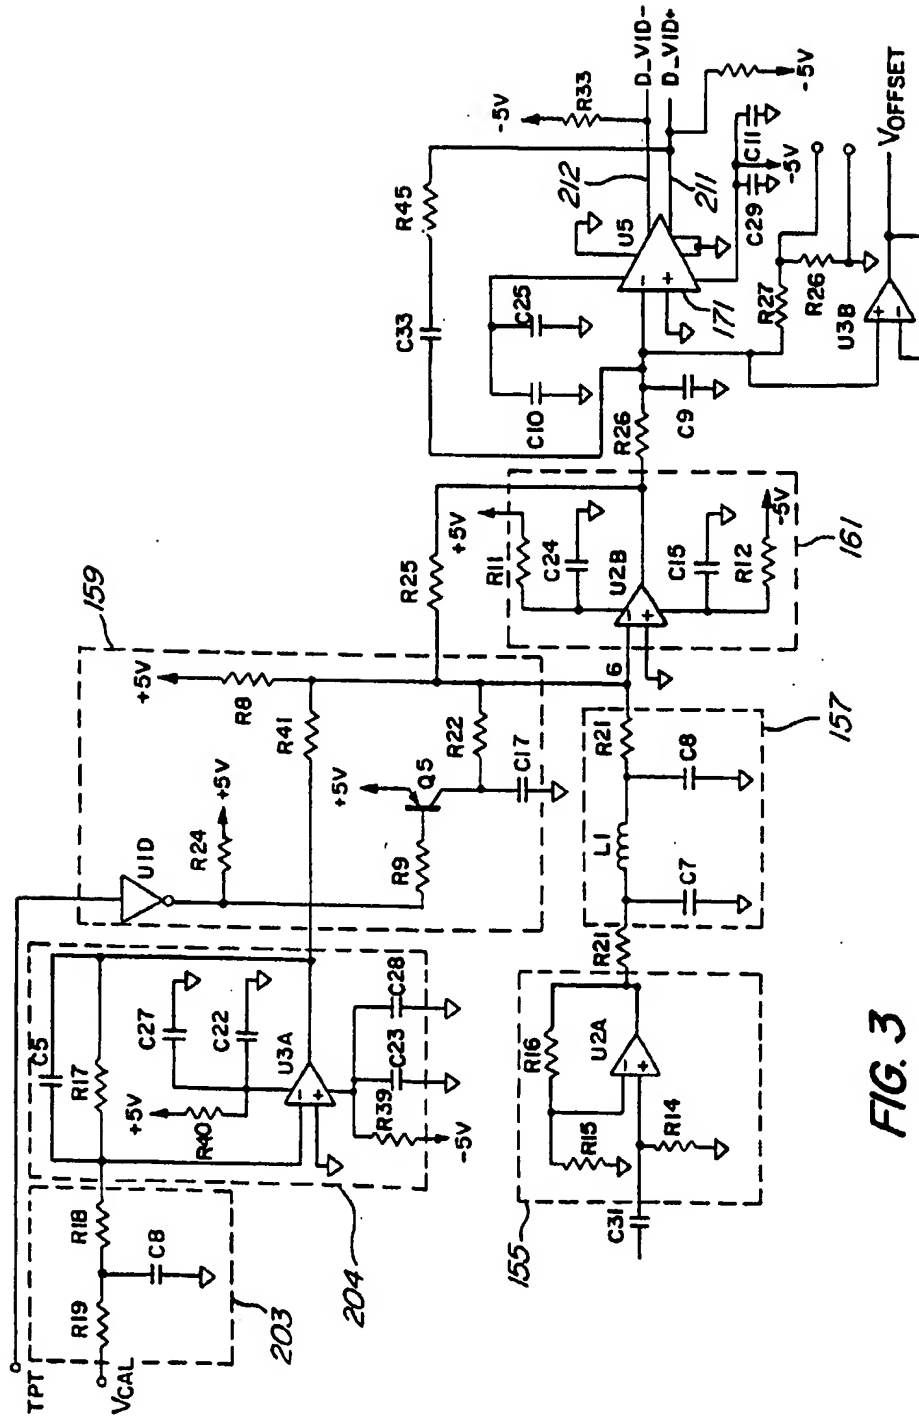 TPT
VCAL
R19
R18
C8
203
204
C5
R17
+5V
R40
C27
C22
U3A
R39
C23
C28
-5V
159
U1D
R24
+5V
R9
+5V
Q5
R41
R8
+5V
R22
C17
R25
155
C31
R15
R14
R16
U2A
R21
C7
L1
C8
R21
157
6
+5V
R11
C24
U2B
C15
R12
-5V
161
R26
C9
C33
R45
C10
C25
U5
171
212
211
-5V
R33
D_VID-
D_VID+
-5V
C29
C11
-5V
R27
R26
U3B
VOFFSET
FIG. 3